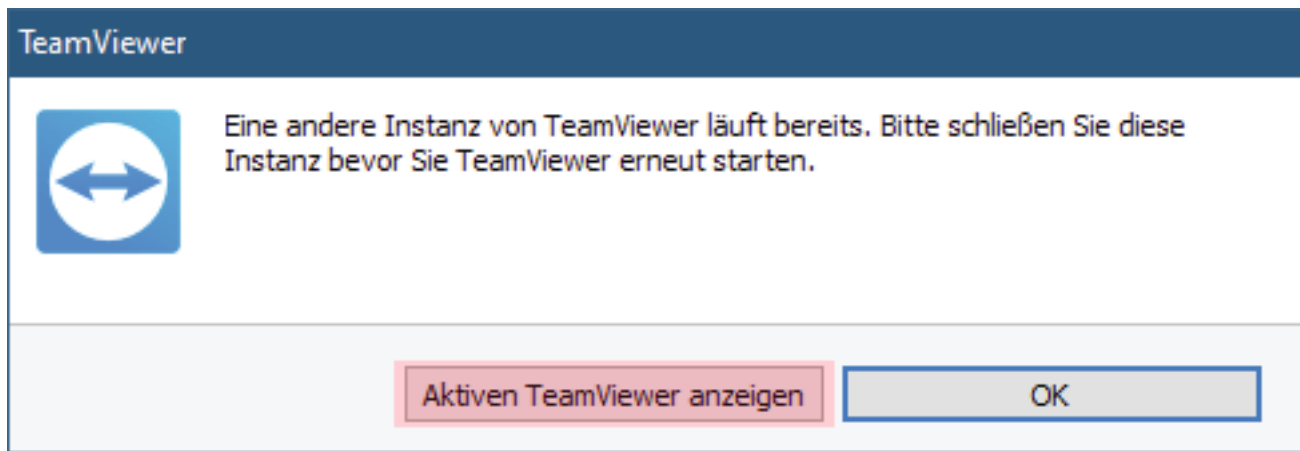 TeamViewer
Eine andere Instanz von TeamViewer läuft bereits. Bitte schließen Sie diese
Instanz bevor Sie TeamViewer erneut starten.
Aktiven TeamViewer anzeigen
OK